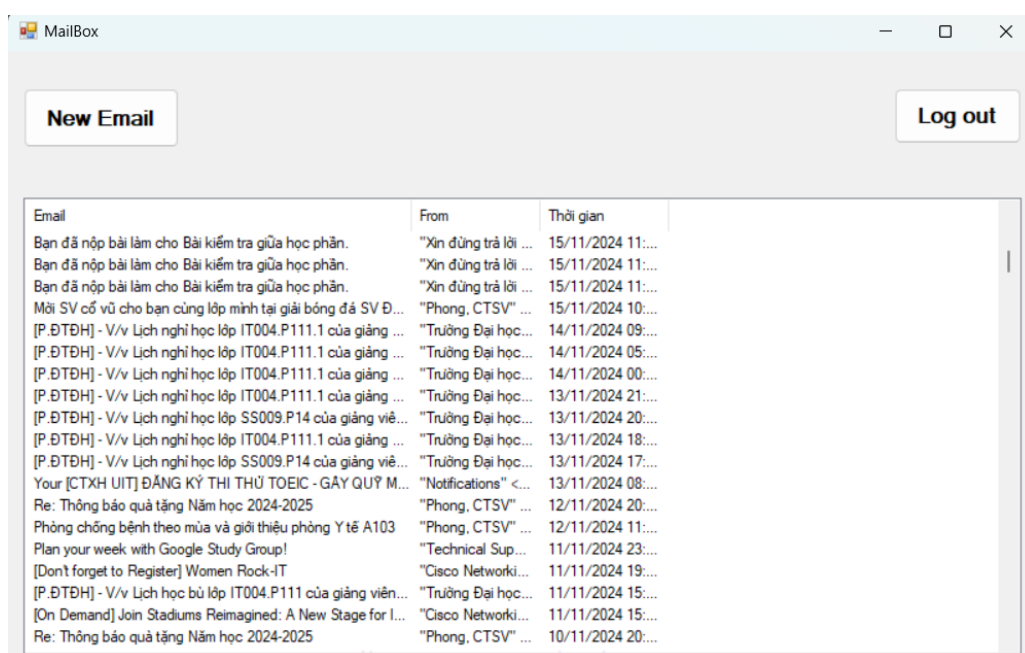 MailBox
New Email
Log out
Email From Thời gian
Bạn đã nộp bài làm cho Bài kiểm tra giữa học phần. "Xin đừng trả lời ... 15/11/2024 11:...
Bạn đã nộp bài làm cho Bài kiểm tra giữa học phần. "Xin đừng trả lời ... 15/11/2024 11:...
Bạn đã nộp bài làm cho Bài kiểm tra giữa học phần. "Xin đừng trả lời ... 15/11/2024 11:...
Mời SV cổ vũ cho bạn cùng lớp mình tại giải bóng đá SV Đ... "Phong, CTSV" ... 15/11/2024 10:...
[P.ĐTĐH] - V/v Lịch nghỉ học lớp IT004.P111.1 của giảng ... "Trường Đại học... 14/11/2024 09:...
[P.ĐTĐH] - V/v Lịch nghỉ học lớp IT004.P111.1 của giảng ... "Trường Đại học... 14/11/2024 05:...
[P.ĐTĐH] - V/v Lịch nghỉ học lớp IT004.P111.1 của giảng ... "Trường Đại học... 14/11/2024 00:...
[P.ĐTĐH] - V/v Lịch nghỉ học lớp IT004.P111.1 của giảng ... "Trường Đại học... 13/11/2024 21:...
[P.ĐTĐH] - V/v Lịch nghỉ học lớp SS009.P14 của giảng viê... "Trường Đại học... 13/11/2024 20:...
[P.ĐTĐH] - V/v Lịch nghỉ học lớp IT004.P111.1 của giảng ... "Trường Đại học... 13/11/2024 18:...
[P.ĐTĐH] - V/v Lịch nghỉ học lớp SS009.P14 của giảng viê... "Trường Đại học... 13/11/2024 17:...
Your [CTXH UIT] ĐĂNG KÝ THI THỬ TOEIC - GÂY QUỸ M... "Notifications" <... 13/11/2024 08:...
Re: Thông báo quà tặng Năm học 2024-2025 "Phong, CTSV" ... 12/11/2024 20:...
Phòng chống bệnh theo mùa và giới thiệu phòng Y tế A103 "Phong, CTSV" ... 12/11/2024 11:...
Plan your week with Google Study Group! "Technical Sup... 11/11/2024 23:...
[Don't forget to Register] Women Rock-IT "Cisco Networki... 11/11/2024 19:...
[P.ĐTĐH] - V/v Lịch học bù lớp IT004.P111 của giảng viên... "Trường Đại học... 11/11/2024 15:...
[On Demand] Join Stadiums Reimagined: A New Stage for I... "Cisco Networki... 11/11/2024 15:...
Re: Thông báo quà tặng Năm học 2024-2025 "Phong, CTSV" ... 10/11/2024 20:...